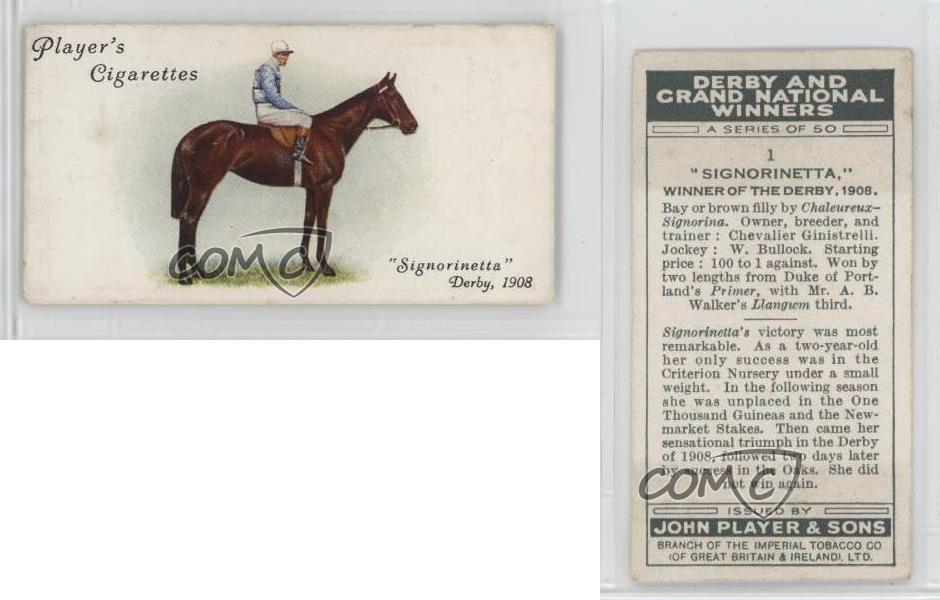 Player's
Cigarettes
"Signorinetta"
Derby, 1908
COMC
DERBY AND
GRAND NATIONAL
WINNERS
A SERIES OF 50
1
"SIGNORINETTA,"
WINNER OF THE DERBY, 1908.
Bay or brown filly by Chaleureux-
Signorina. Owner, breeder, and
trainer : Chevalier Ginistrelli.
Jockey : W. Bullock. Starting
price : 100 to 1 against. Won by
two lengths from Duke of Port-
land's Primer, with Mr. A. B.
Walker's Llangwm third.
Signorinetta's victory was most
remarkable. As a two-year-old
her only success was in the
Criterion Nursery under a small
weight. In the following season
she was unplaced in the One
Thousand Guineas and the New-
market Stakes. Then came her
sensational triumph in the Derby
of 1908, followed two days later
by success in the Oaks. She did
not win again.
COMC
ISSUED BY
JOHN PLAYER & SONS
BRANCH OF THE IMPERIAL TOBACCO CO
(OF GREAT BRITAIN & IRELAND), LTD.